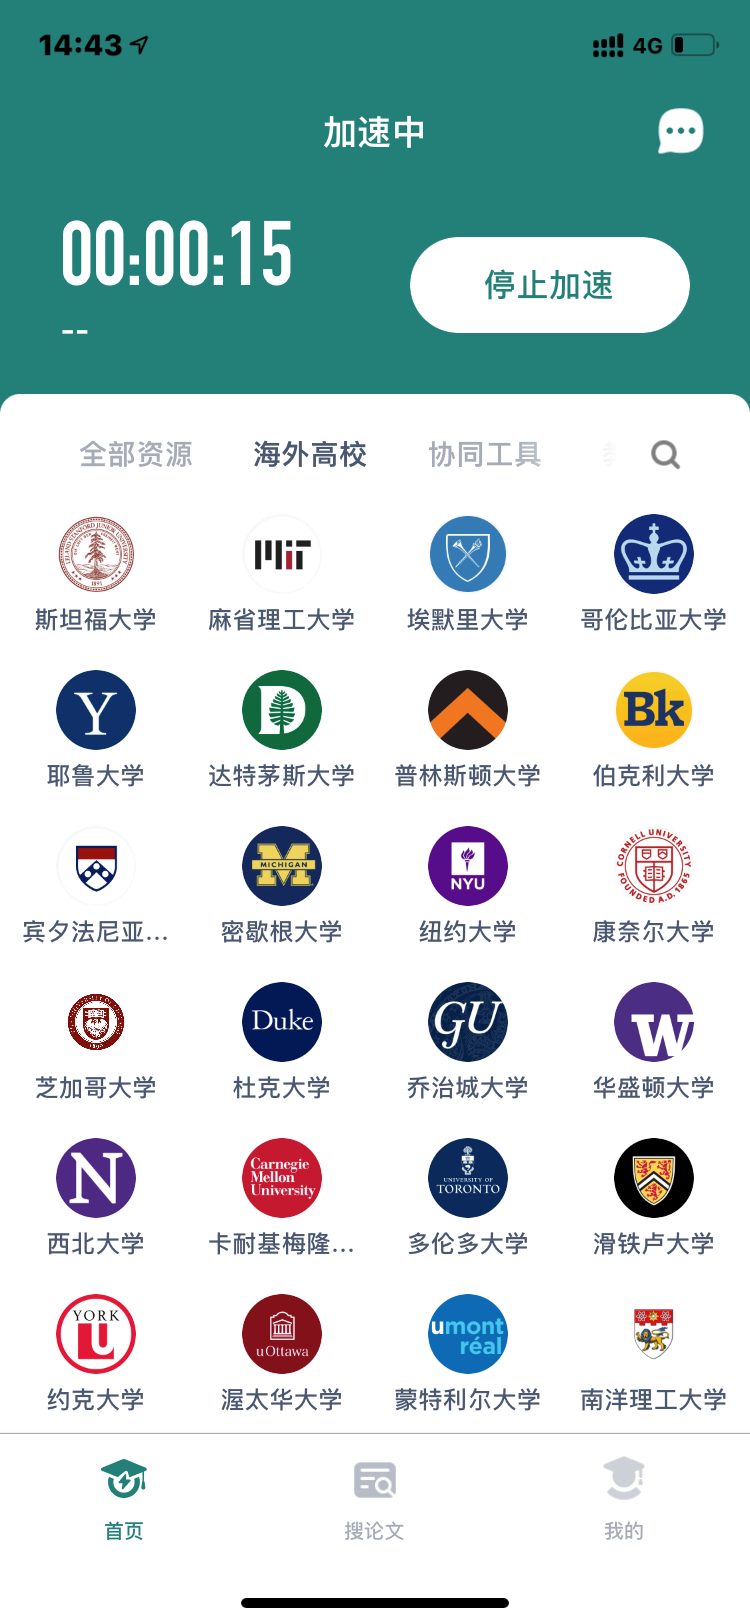 14:43
4G
加速中
00:00:15
--
停止加速
全部资源
海外高校
协同工具
斯坦福大学
麻省理工大学
埃默里大学
哥伦比亚大学
Y
D
Bk
耶鲁大学
达特茅斯大学
普林斯顿大学
伯克利大学
MICHIGAN
NYU
CORNELL UNIVERSITY
FOUNDED A.D. 1865
宾夕法尼亚...
密歇根大学
纽约大学
康奈尔大学
Duke
GU
W
芝加哥大学
杜克大学
乔治城大学
华盛顿大学
N
Carnegie
Mellon
University
UNIVERSITY OF
TORONTO
西北大学
卡耐基梅隆...
多伦多大学
滑铁卢大学
YORK
U
uOttawa
umont
réal
约克大学
渥太华大学
蒙特利尔大学
南洋理工大学
首页
搜论文
我的